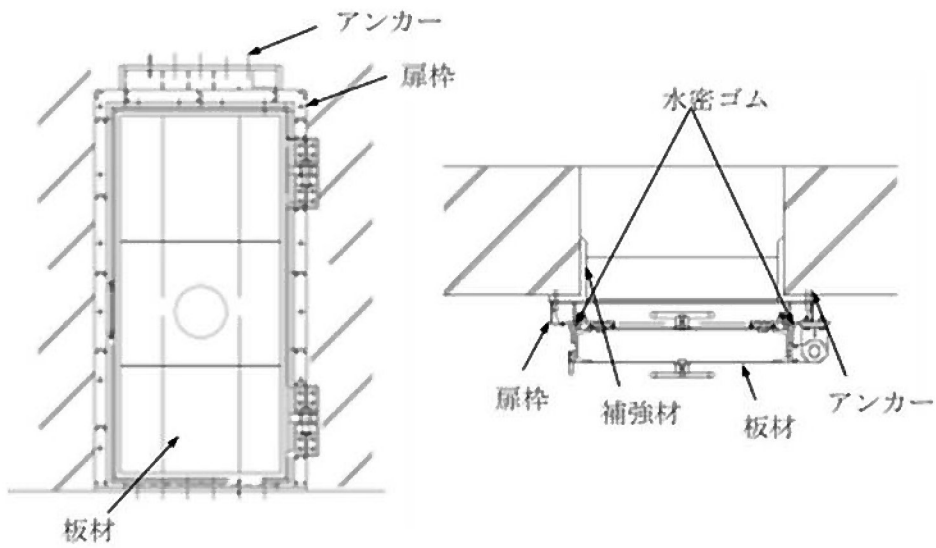 アンカー
扉枠
板材
水密ゴム
扉枠
補強材
板材
アンカー